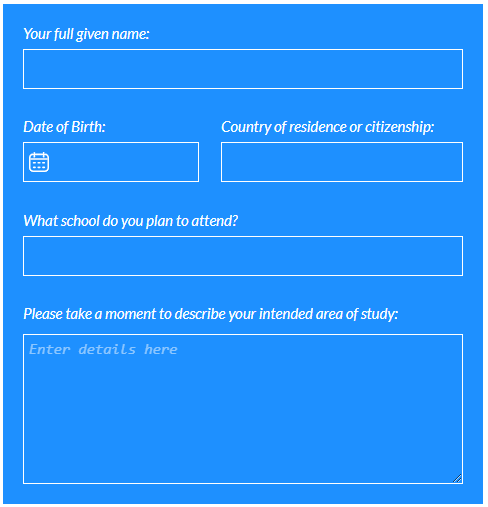 Your full given name:
Date of Birth:
Country of residence or citizenship:
What school do you plan to attend?
Please take a moment to describe your intended area of study:
Enter details here